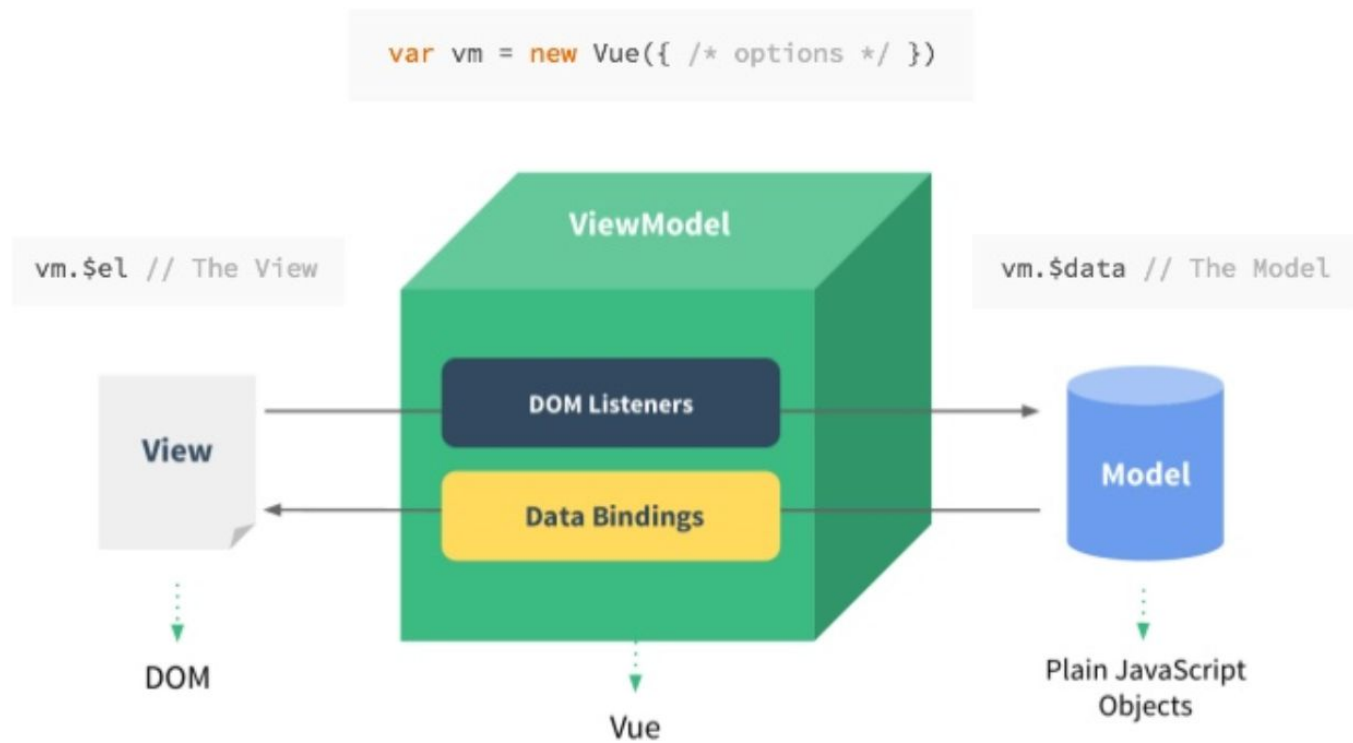 var vm = new Vue({ /* options */ })
ViewModel
vm.$el // The View
vm.$data // The Model
DOM Listeners
View
Model
Data Bindings
DOM
Vue
Plain JavaScript
Objects